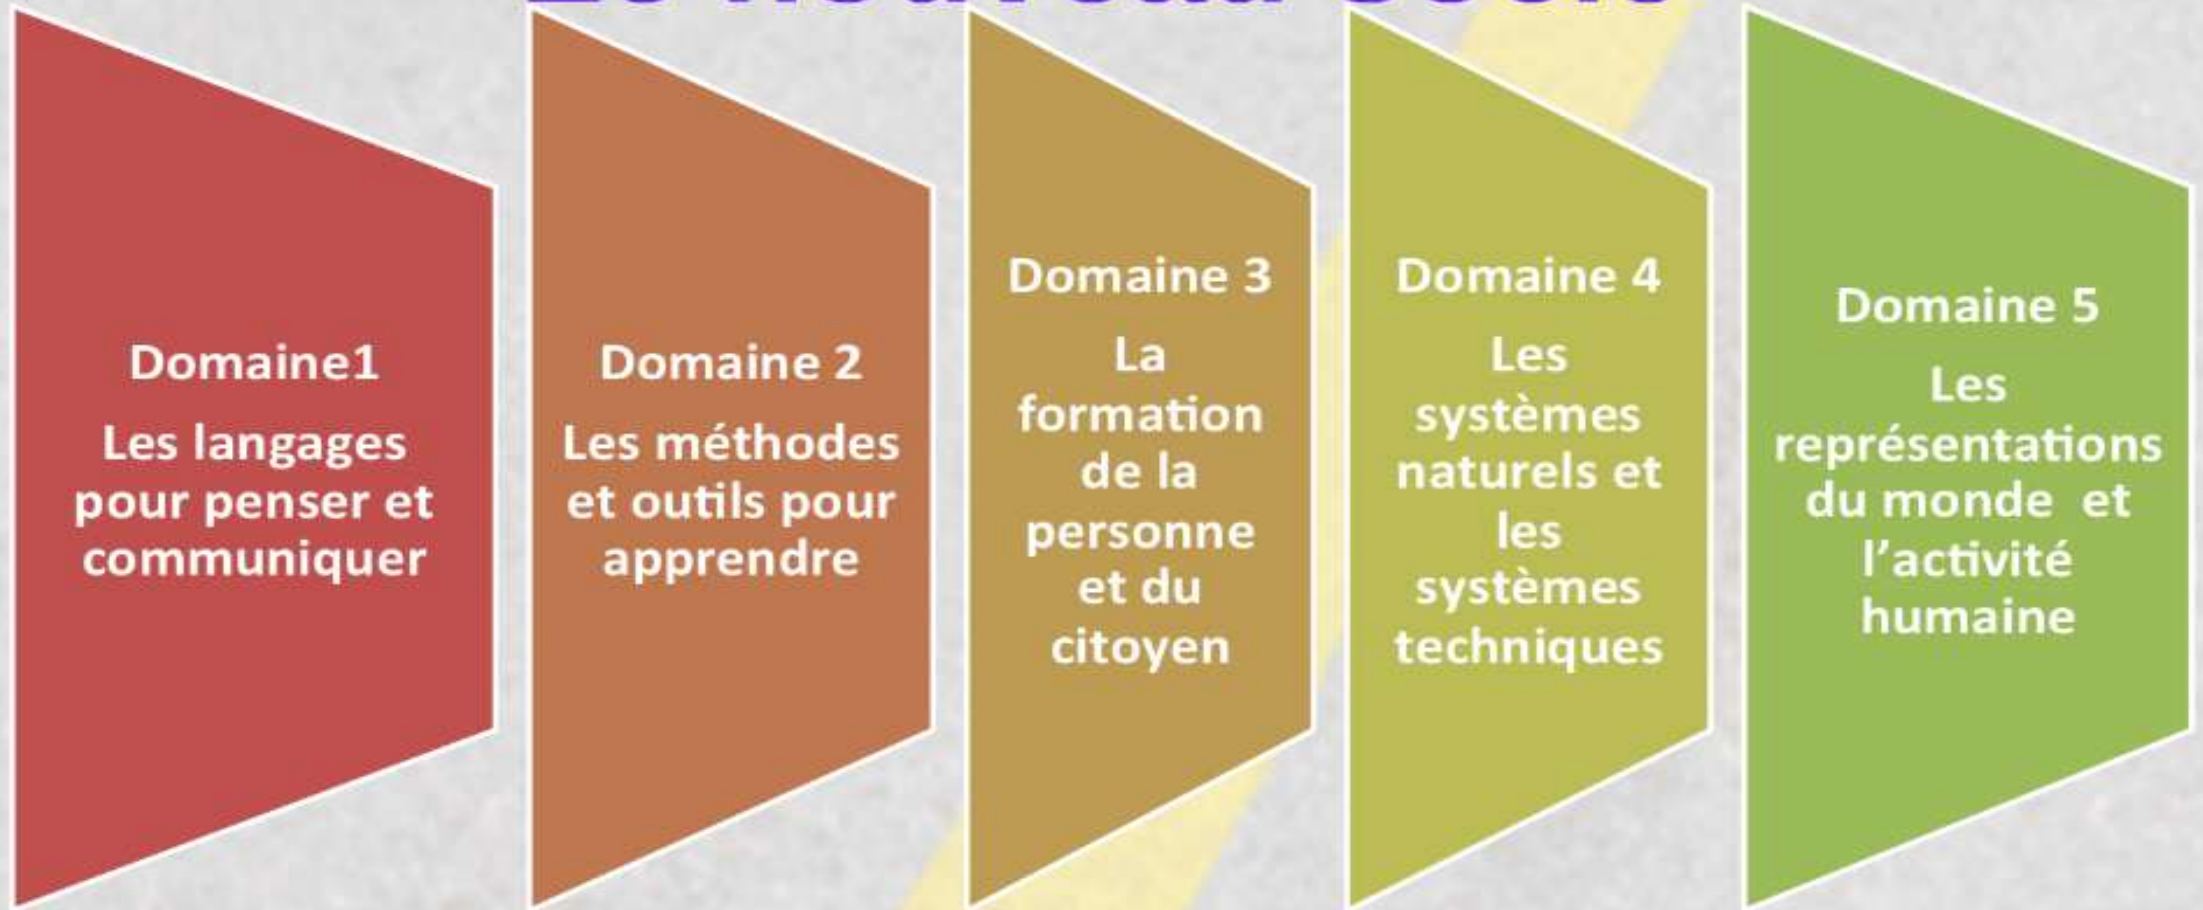 Domaine1
Les langages
pour penser et
communiquer
Domaine 2
Les méthodes
et outils pour
apprendre
Domaine 3
La
formation
de la
personne
et du
citoyen
Domaine 4
Les
systèmes
naturels et
les
systèmes
techniques
Domaine 5
Les
représentations
du monde  et
l’activité
humaine